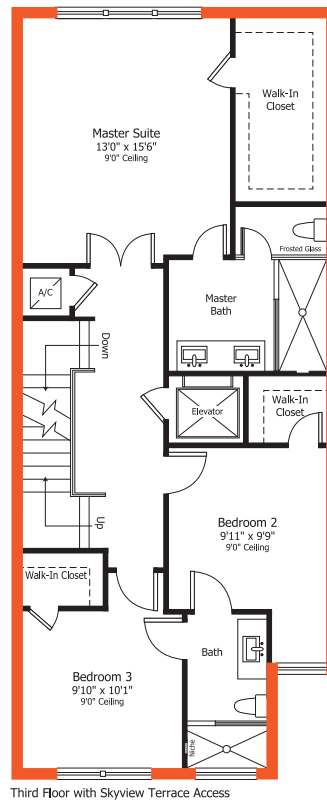 Master Suite
13'0" x 15'6"
9'0" Ceiling
Walk-In
Closet
Frosted Glass
A/C
Master
Bath
Down
Elevator
Walk-In
Closet
Bedroom 2
9'11" x 9'9"
9'0" Ceiling
Up
Walk-In Closet
Bath
Bedroom 3
9'10" x 10'1"
9'0" Ceiling
Niche
Third Floor with Skyview Terrace Access